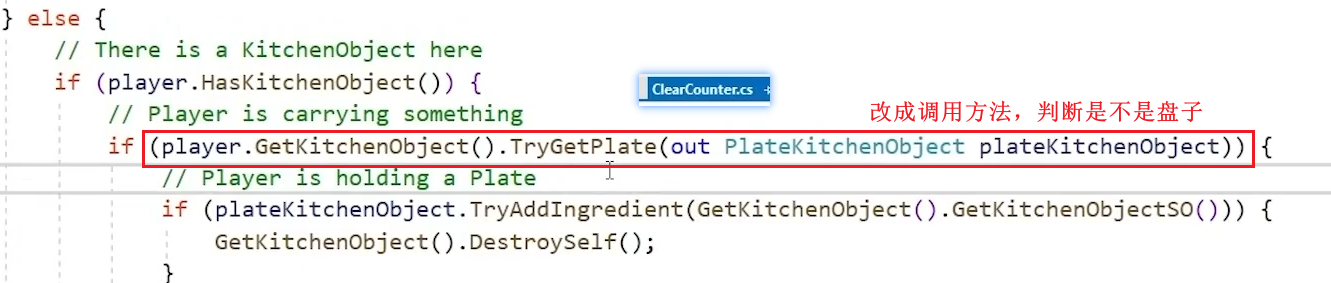 } else {
// There is a KitchenObject here
if (player.HasKitchenObject()) {
ClearCounter.cs
// Player is carrying something
改成调用方法，判断是不是盘子
if (player.GetKitchenObject().TryGetPlate(out PlateKitchenObject plateKitchenObject)) {
// Player is holding a Plate
if (plateKitchenObject.TryAddIngredient(GetKitchenObject().GetKitchenObjectSO())) {
GetKitchenObject().DestroySelf();
}